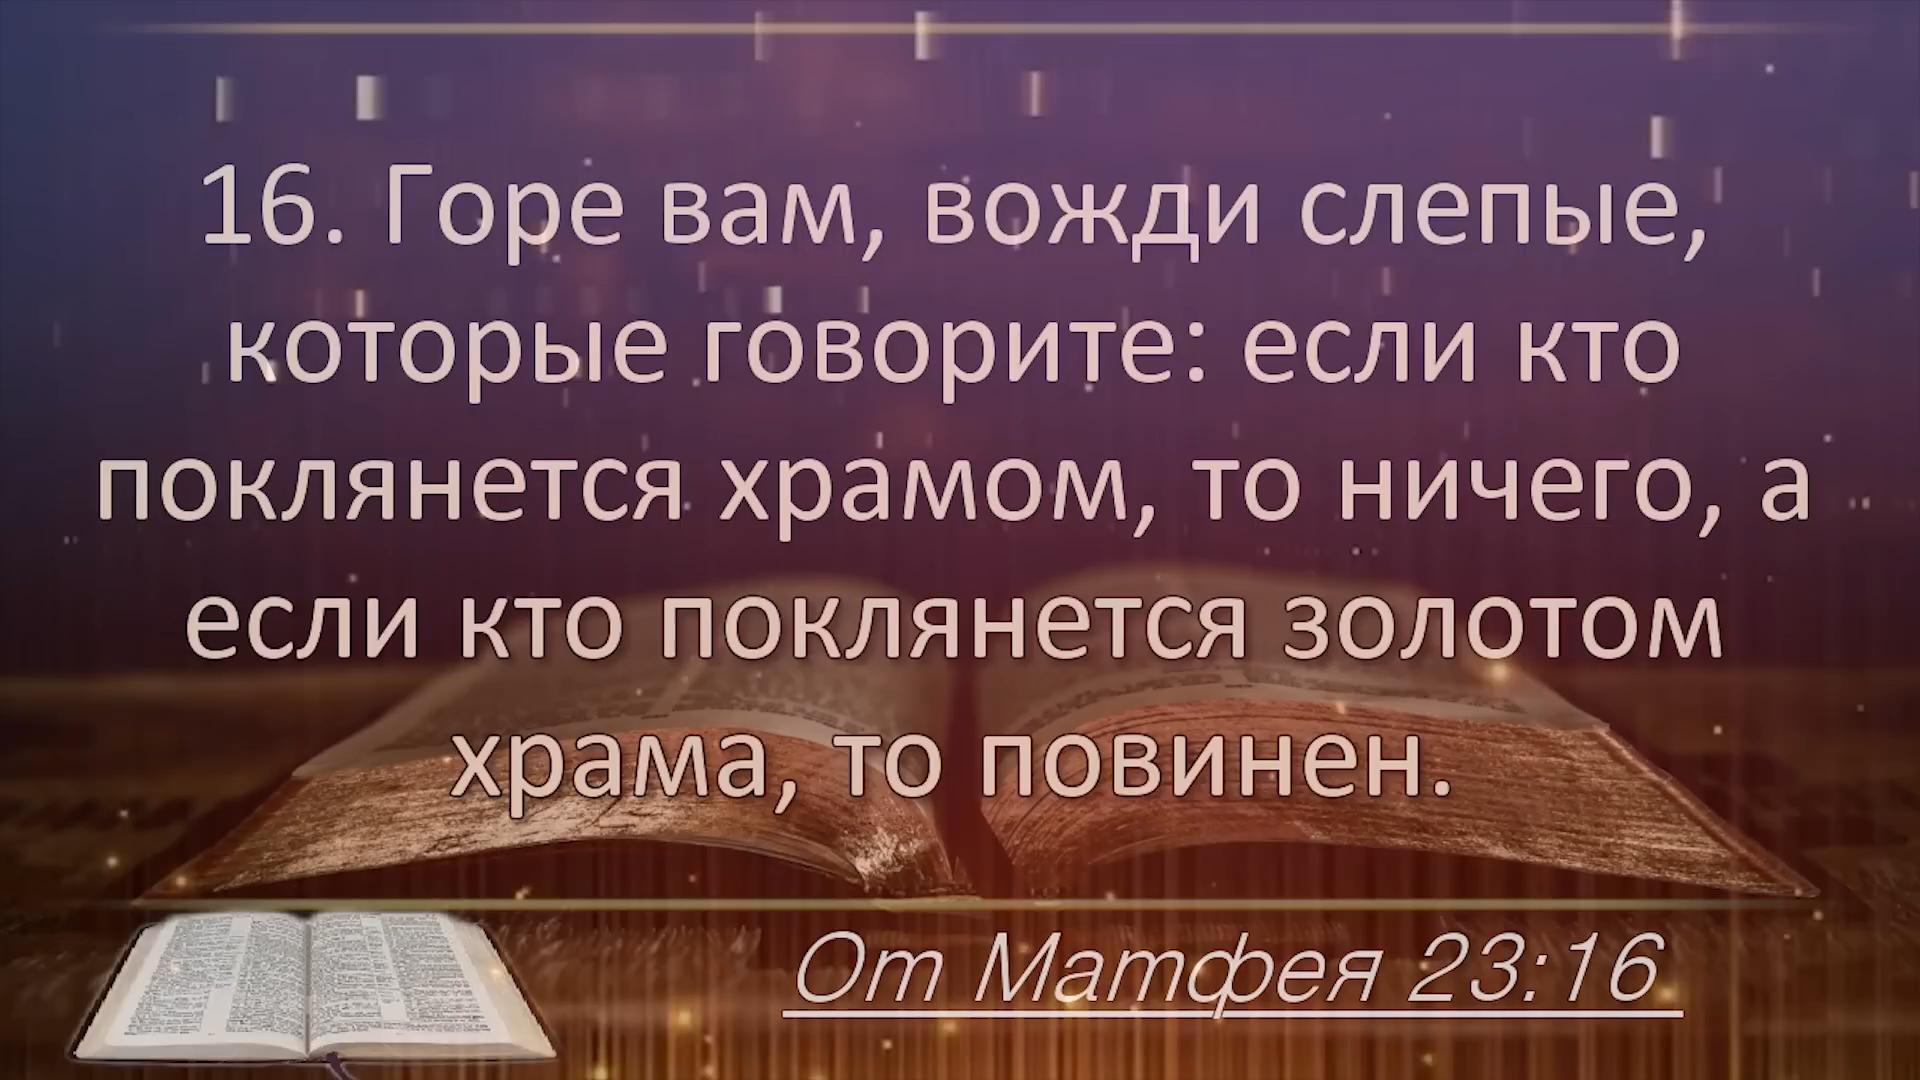 16. Горе вам, вожди слепые,
которые говорите: если кто
поклянется храмом, то ничего, а
если кто поклянется золотом
храма, то повинен.
От Матфея 23:16